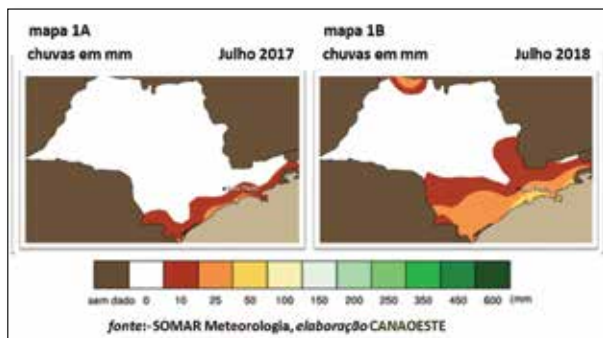 mapa 1A
chuvas em mm Julho 2017
mapa 1B
chuvas em mm Julho 2018
sem dado 0 10 25 50 100 150 200 250 350 450 600 (mm
fonte:- SOMAR Meteorologia, elaboração CANAOESTE